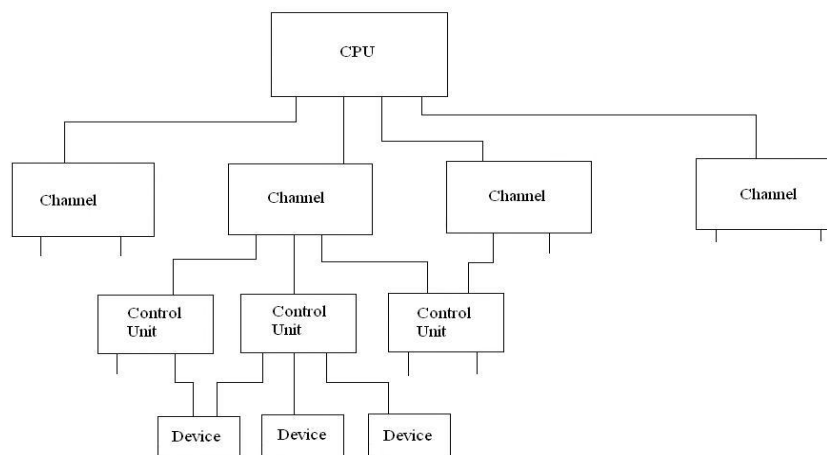 CPU
Channel
Channel
Channel
Channel
Control
Unit
Control
Unit
Control
Unit
Device
Device
Device